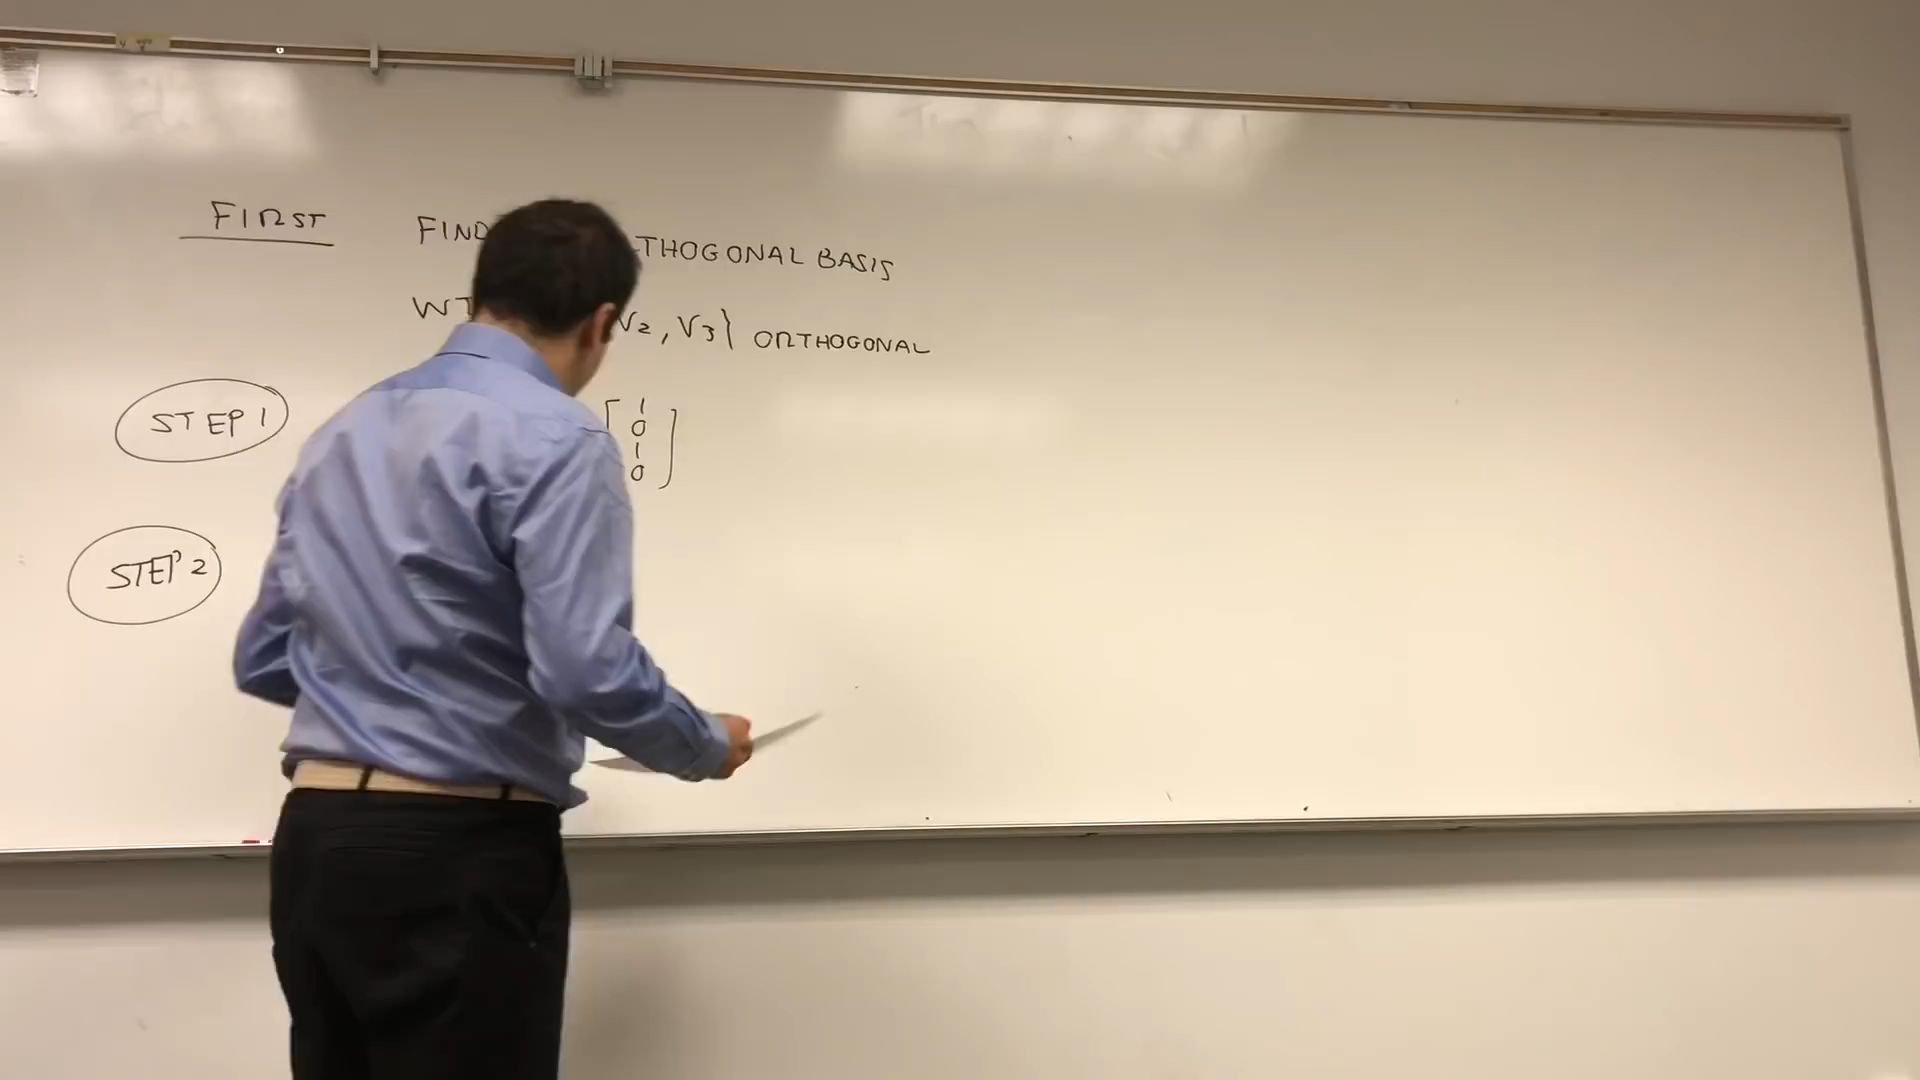 FIRST FIND THOGONAL BASIS
WT V2, V3} ORTHOGONAL
STEP 1
1
0
1
0
STEP 2